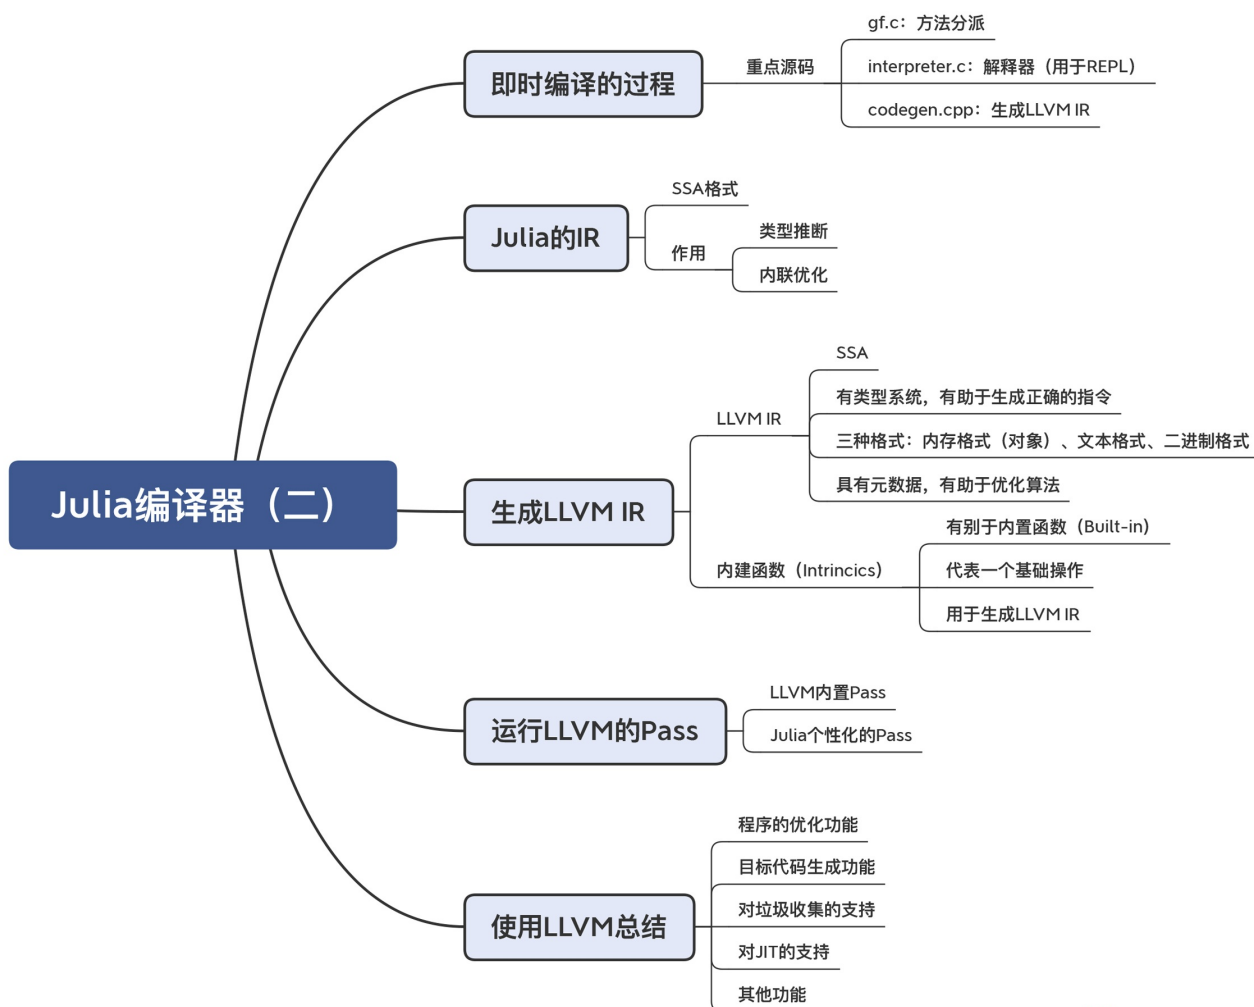 Julia编译器（二）
即时编译的过程
重点源码
gf.c：方法分派
interpreter.c：解释器（用于REPL）
codegen.cpp：生成LLVM IR
Julia的IR
SSA格式
作用
类型推断
内联优化
生成LLVM IR
LLVM IR
SSA
有类型系统，有助于生成正确的指令
三种格式：内存格式（对象）、文本格式、二进制格式
具有元数据，有助于优化算法
内建函数（Intrincics）
有别于内置函数（Built-in）
代表一个基础操作
用于生成LLVM IR
运行LLVM的Pass
LLVM内置Pass
Julia个性化的Pass
使用LLVM总结
程序的优化功能
目标代码生成功能
对垃圾收集的支持
对JIT的支持
其他功能